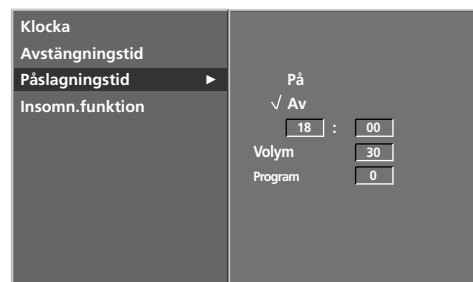 Klocka
Avstängningstid
Påslagningstid ►
Insomn.funktion
På
√ Av
18 : 00
Volym 30
Program 0